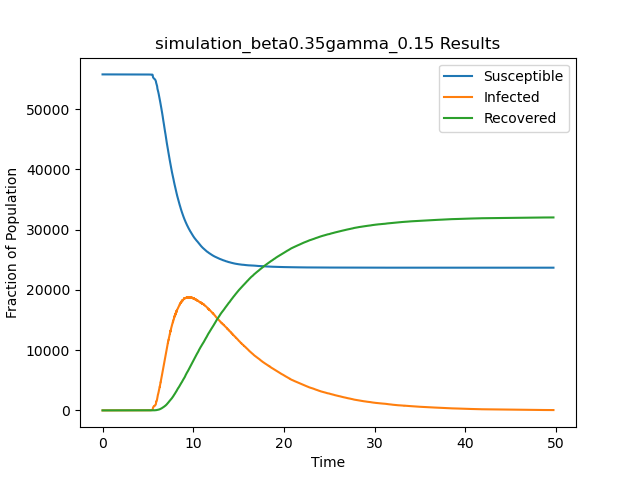 simulation_beta0.35gamma_0.15 Results
Susceptible
Infected
Recovered
Fraction of Population
50000
40000
30000
20000
10000
0
0 10 20 30 40 50
Time